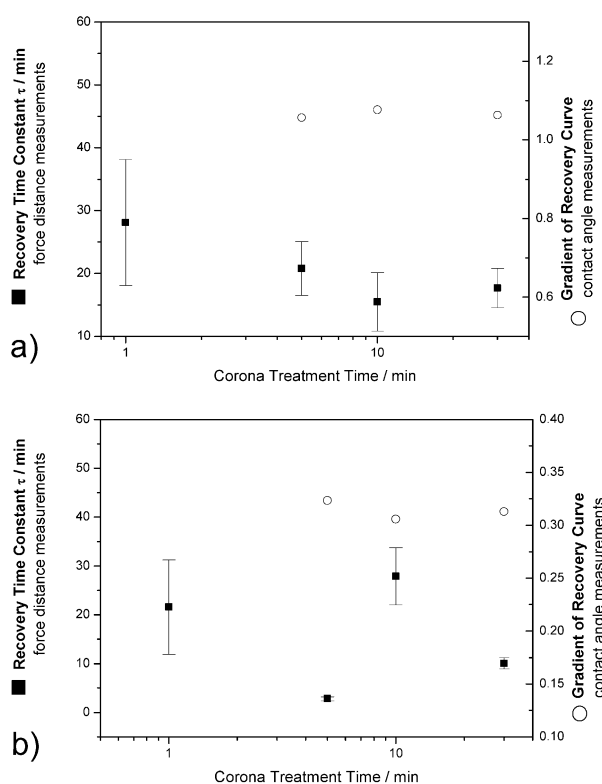 60
50
40
30
20
10
1.2
1.0
0.8
0.6
1
10
■ Recovery Time Constant τ / min
force distance measurements
Gradient of Recovery Curve
contact angle measurements
a)
Corona Treatment Time / min
60
50
40
30
20
10
0
0.40
0.35
0.30
0.25
0.20
0.15
0.10
1
10
■ Recovery Time Constant τ / min
force distance measurements
Gradient of Recovery Curve
contact angle measurements
b)
Corona Treatment Time / min